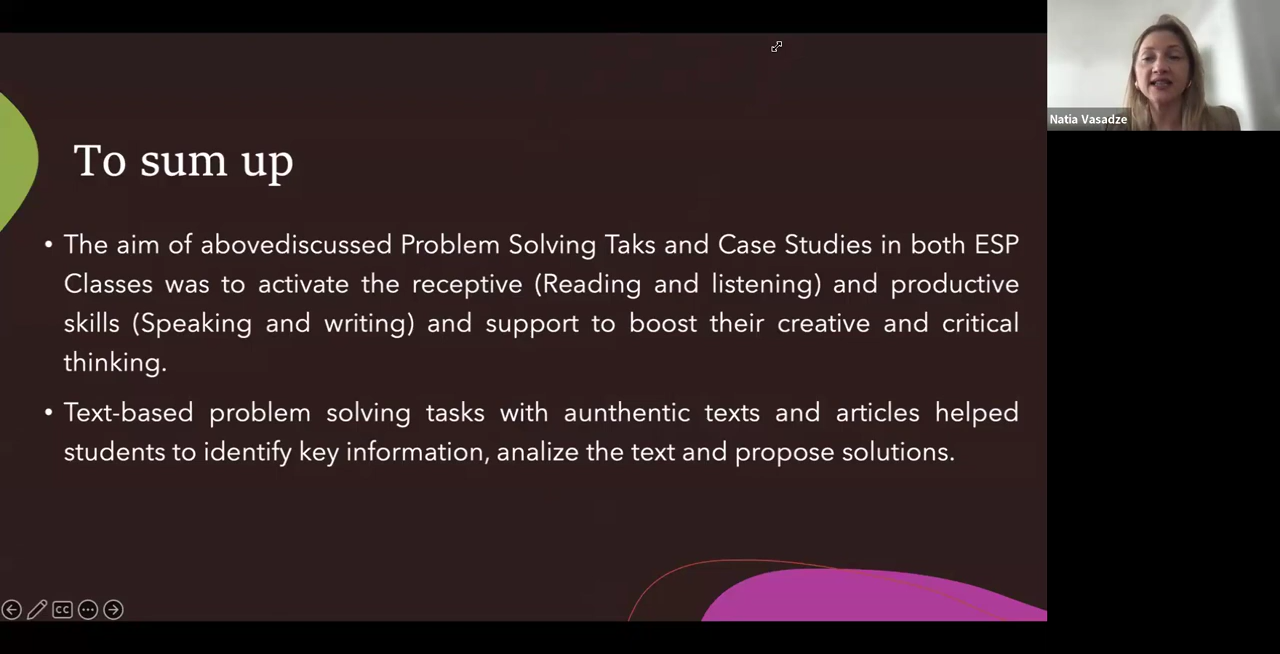 To sum up
• The aim of abovediscussed Problem Solving Taks and Case Studies in both ESP
Classes was to activate the receptive (Reading and listening) and productive
skills (Speaking and writing) and support to boost their creative and critical
thinking.
• Text-based problem solving tasks with aunthentic texts and articles helped
students to identify key information, analize the text and propose solutions.
CC
Natia Vasadze